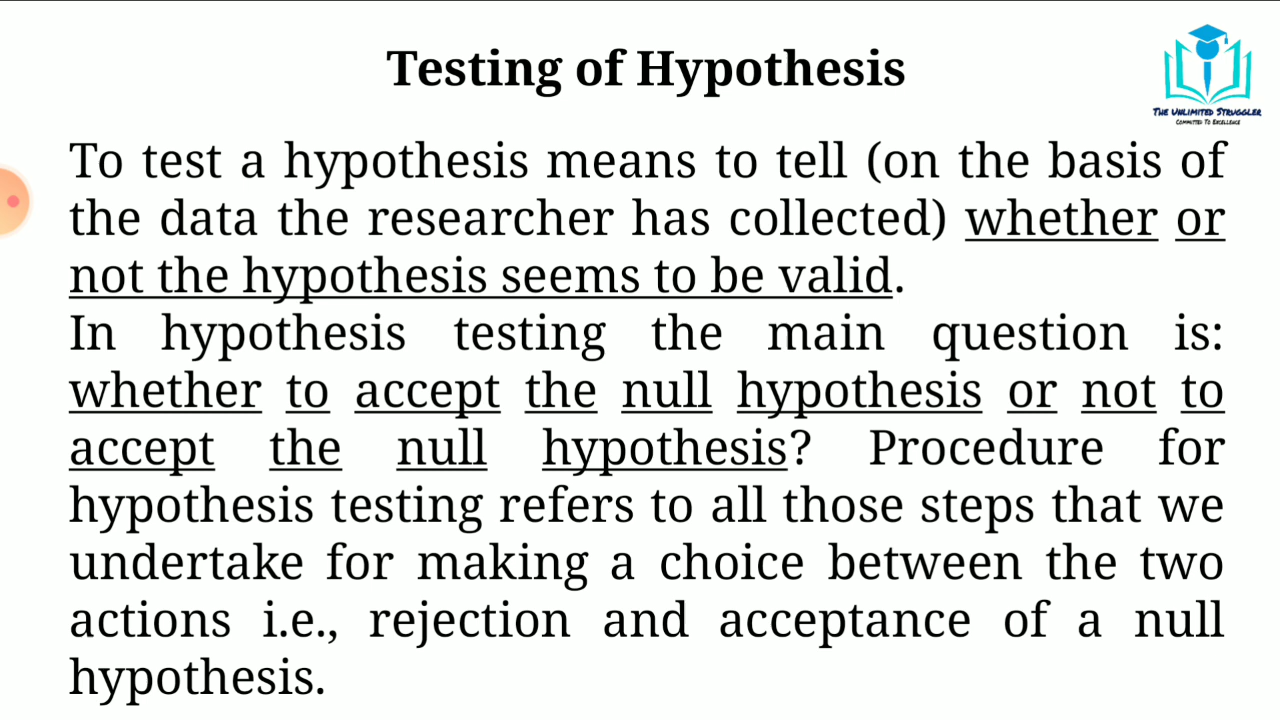 Testing of Hypothesis
THE UNLIMITED STRUGGLER
COMMITTED TO EXCELLENCE
To test a hypothesis means to tell (on the basis of
the data the researcher has collected) whether or
not the hypothesis seems to be valid.
In hypothesis testing the main question is:
whether to accept the null hypothesis or not to
accept the null hypothesis? Procedure for
hypothesis testing refers to all those steps that we
undertake for making a choice between the two
actions i.e., rejection and acceptance of a null
hypothesis.